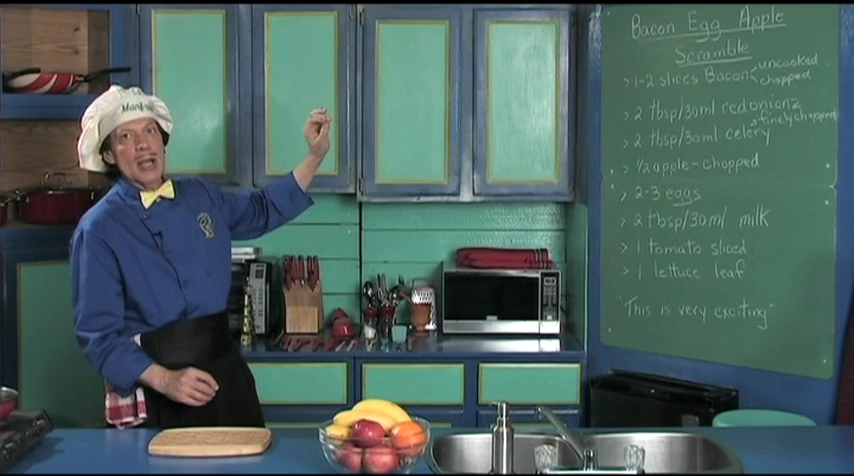 Manfred
Bacon Egg Apple
Scramble
> 1-2 slices Bacon < uncooked
chopped
> 2 tbsp/30ml red onion
> 2 tbsp/30ml celery > finely chopped
> 1/2 apple-chopped
> 2-3 eggs
> 2 tbsp/30ml milk
> 1 tomato sliced
> 1 lettuce leaf
"This is very exciting"